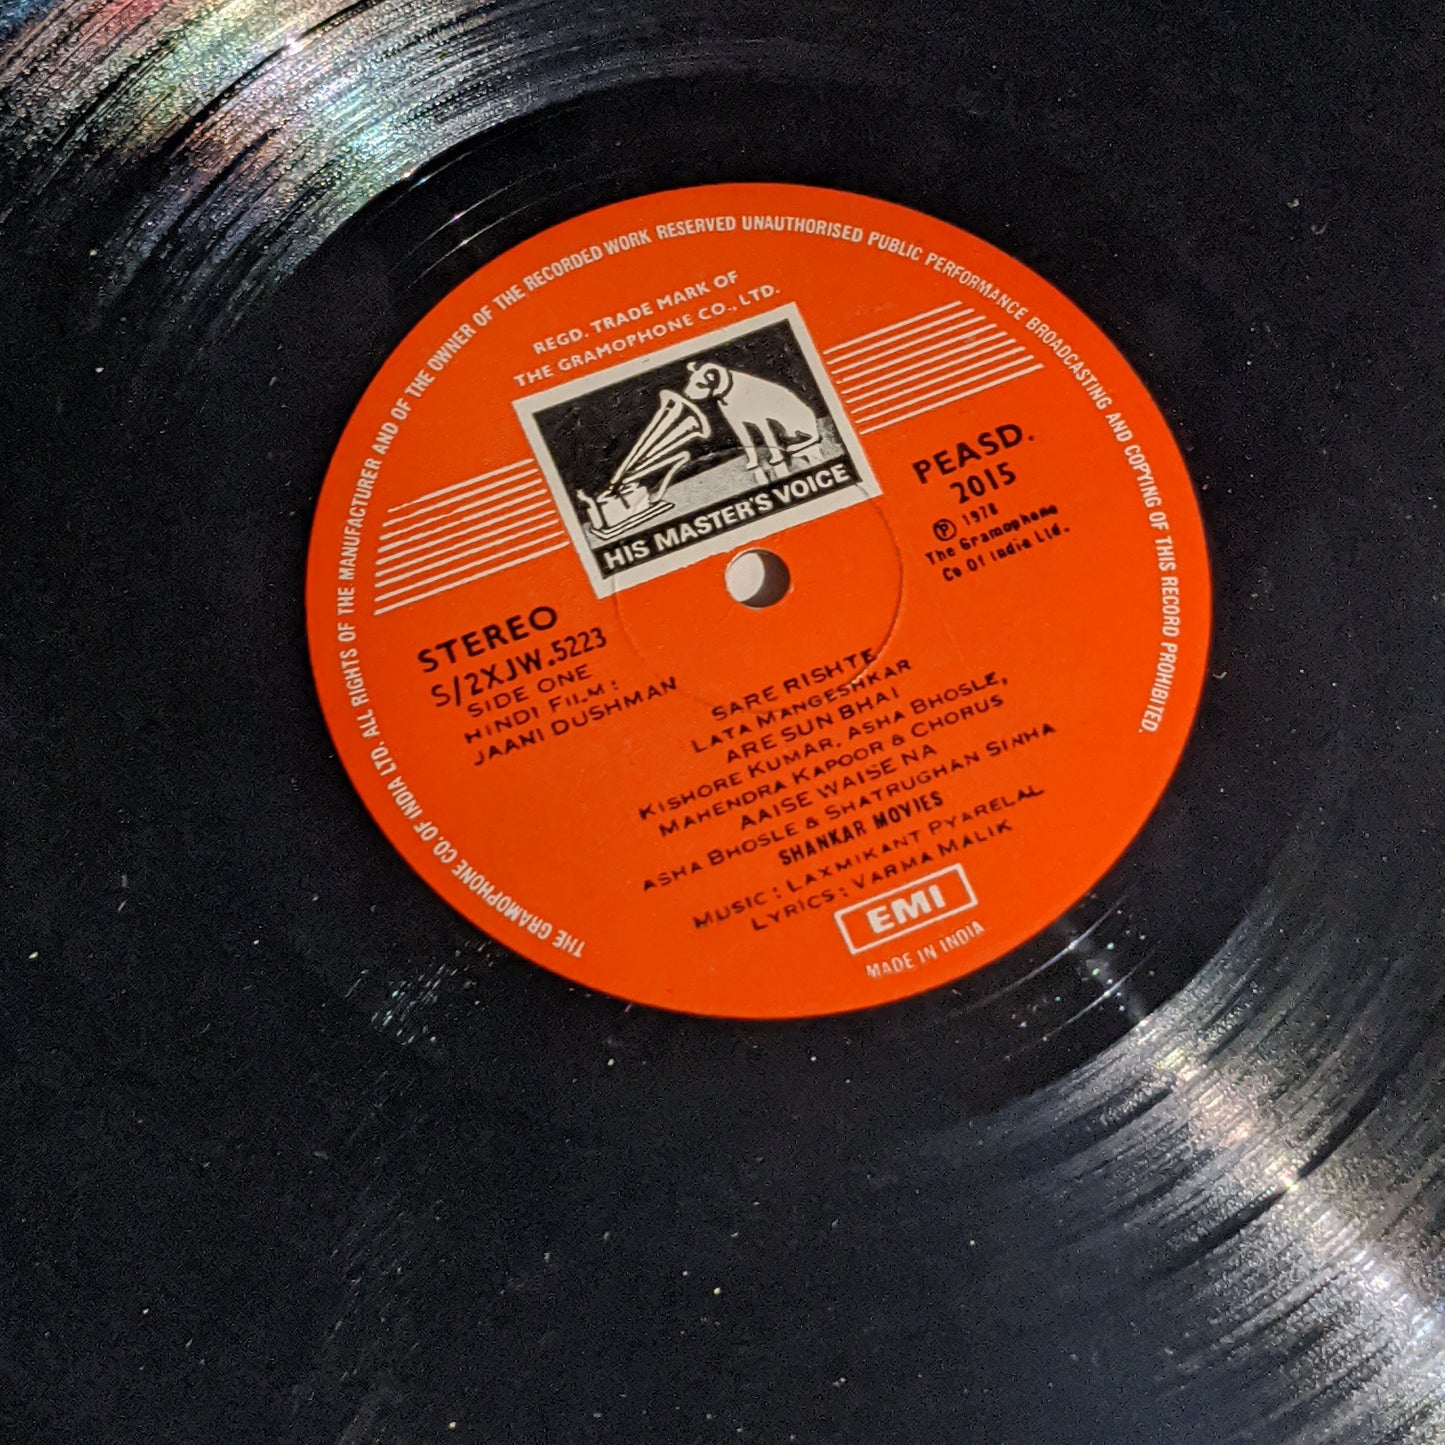 THE GRAMOPHONE CO. OF INDIA LTD. ALL RIGHTS OF THE MANUFACTURER AND OF THE OWNER OF THE RECORDED WORK RESERVED UNAUTHORISED PUBLIC PERFORMANCE BROADCASTING AND COPYING OF THIS RECORD PROHIBITED.
REGD. TRADE MARK OF
THE GRAMOPHONE CO., LTD.
HIS MASTER'S VOICE
PEASD.
2015
Ⓟ 1978
The Gramophone
Co Of India Ltd.
STEREO
S/2XJW.5223
SIDE ONE
HINDI FILM:
JAANI DUSHMAN
SARE RISHTE
LATA MANGESHKAR
ARE SUN BHAI
KISHORE KUMAR, ASHA BHOSLE,
MAHENDRA KAPOOR & CHORUS
AAISE WAISE NA
ASHA BHOSLE & SHATRUGHAN SINHA
SHANKAR MOVIES
MUSIC: LAXMIKANT PYARELAL
LYRICS: VARMA MALIK
EMI
MADE IN INDIA